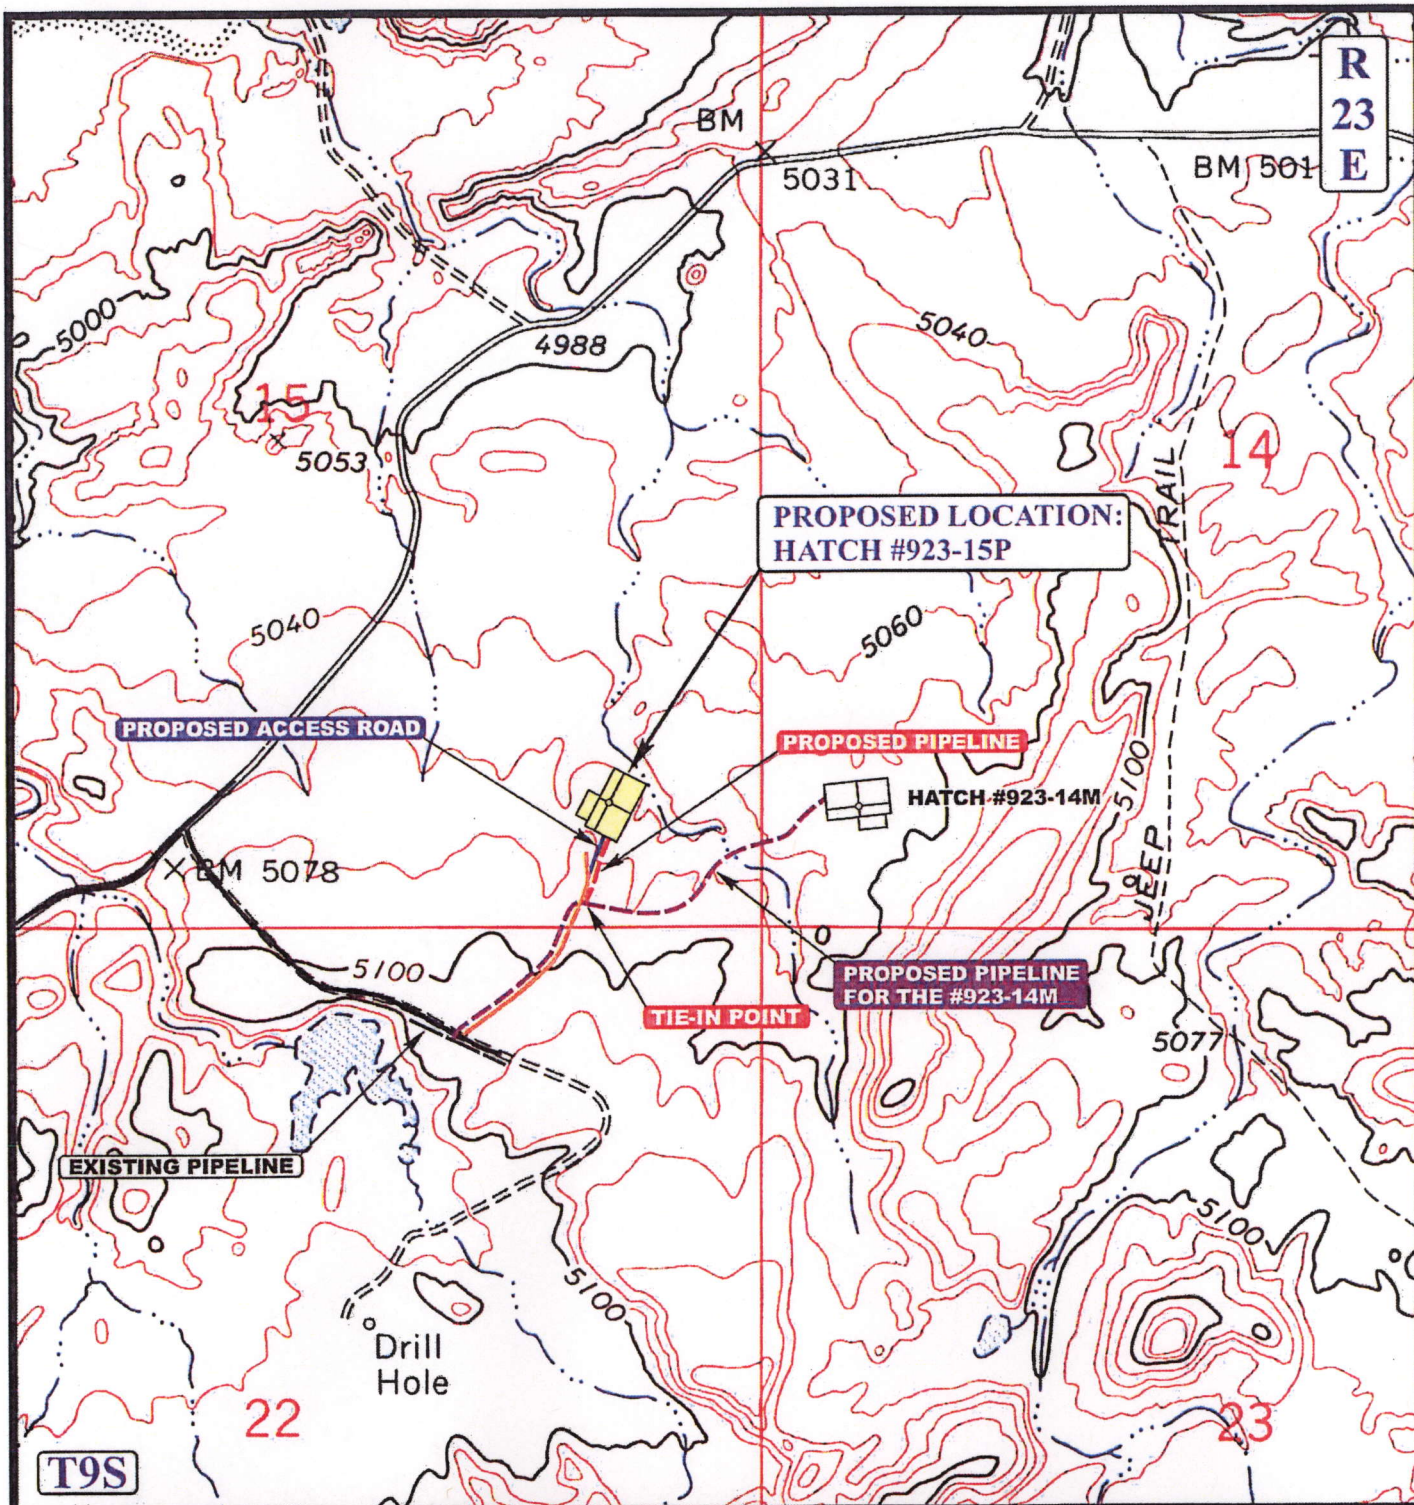 R
23
E
BM
5031
BM 501
5000
4988
5040
15
5053
14
TRAIL
PROPOSED LOCATION:
HATCH #923-15P
5040
5060
PROPOSED ACCESS ROAD
PROPOSED PIPELINE
5100
HATCH #923-14M
JEEP
BM 5078
5100
PROPOSED PIPELINE
FOR THE #923-14M
TIE-IN POINT
5077
EXISTING PIPELINE
5100
5100
Drill
Hole
22
23
T9S